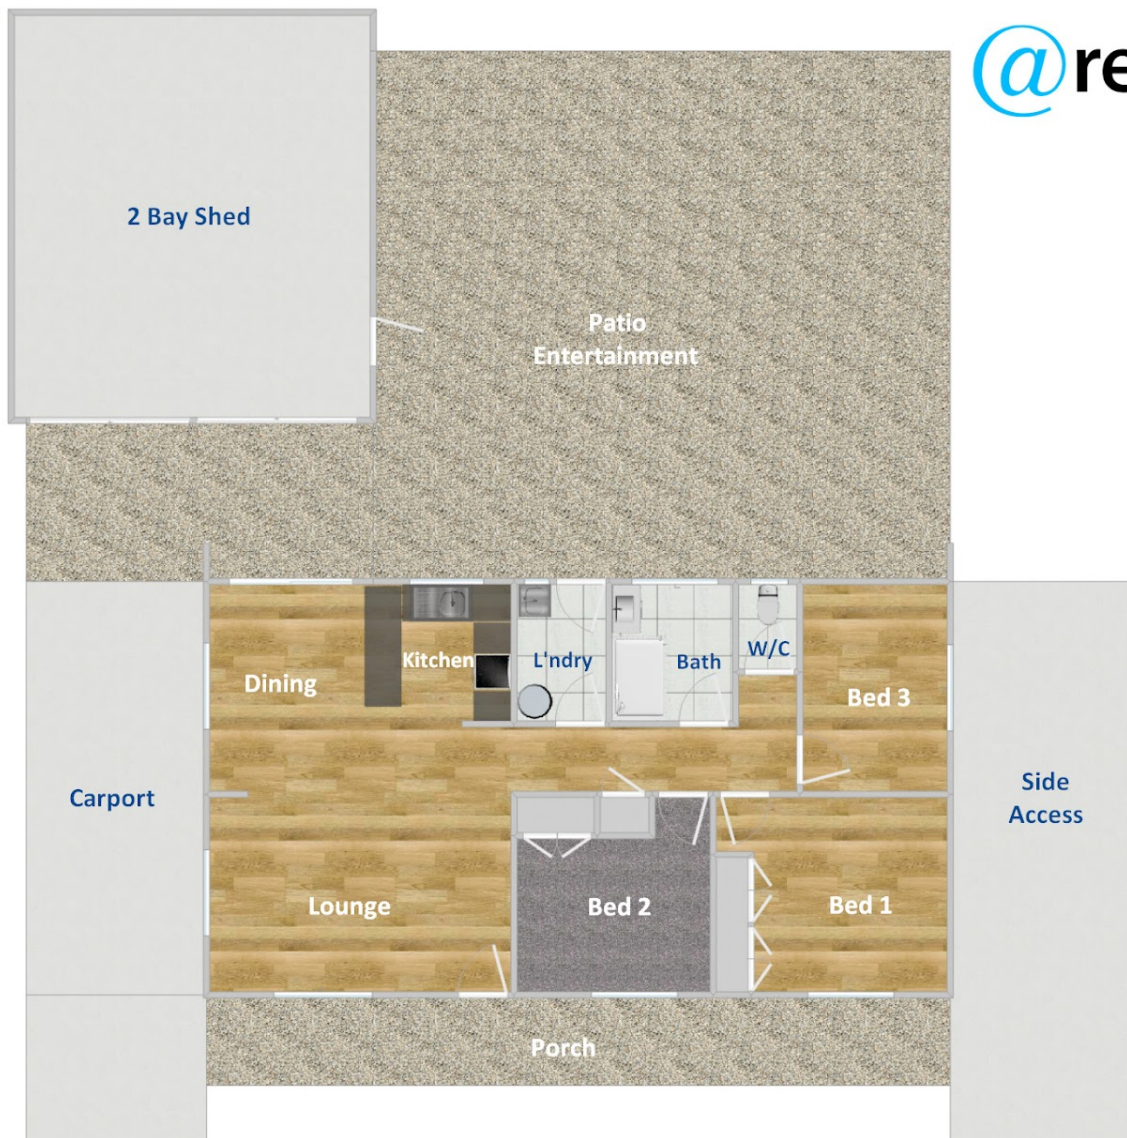 @re
2 Bay Shed
Patio
Entertainment
Kitchen
L'ndry
Bath
W/C
Dining
Bed 3
Carport
Side
Access
Lounge
Bed 2
Bed 1
Porch